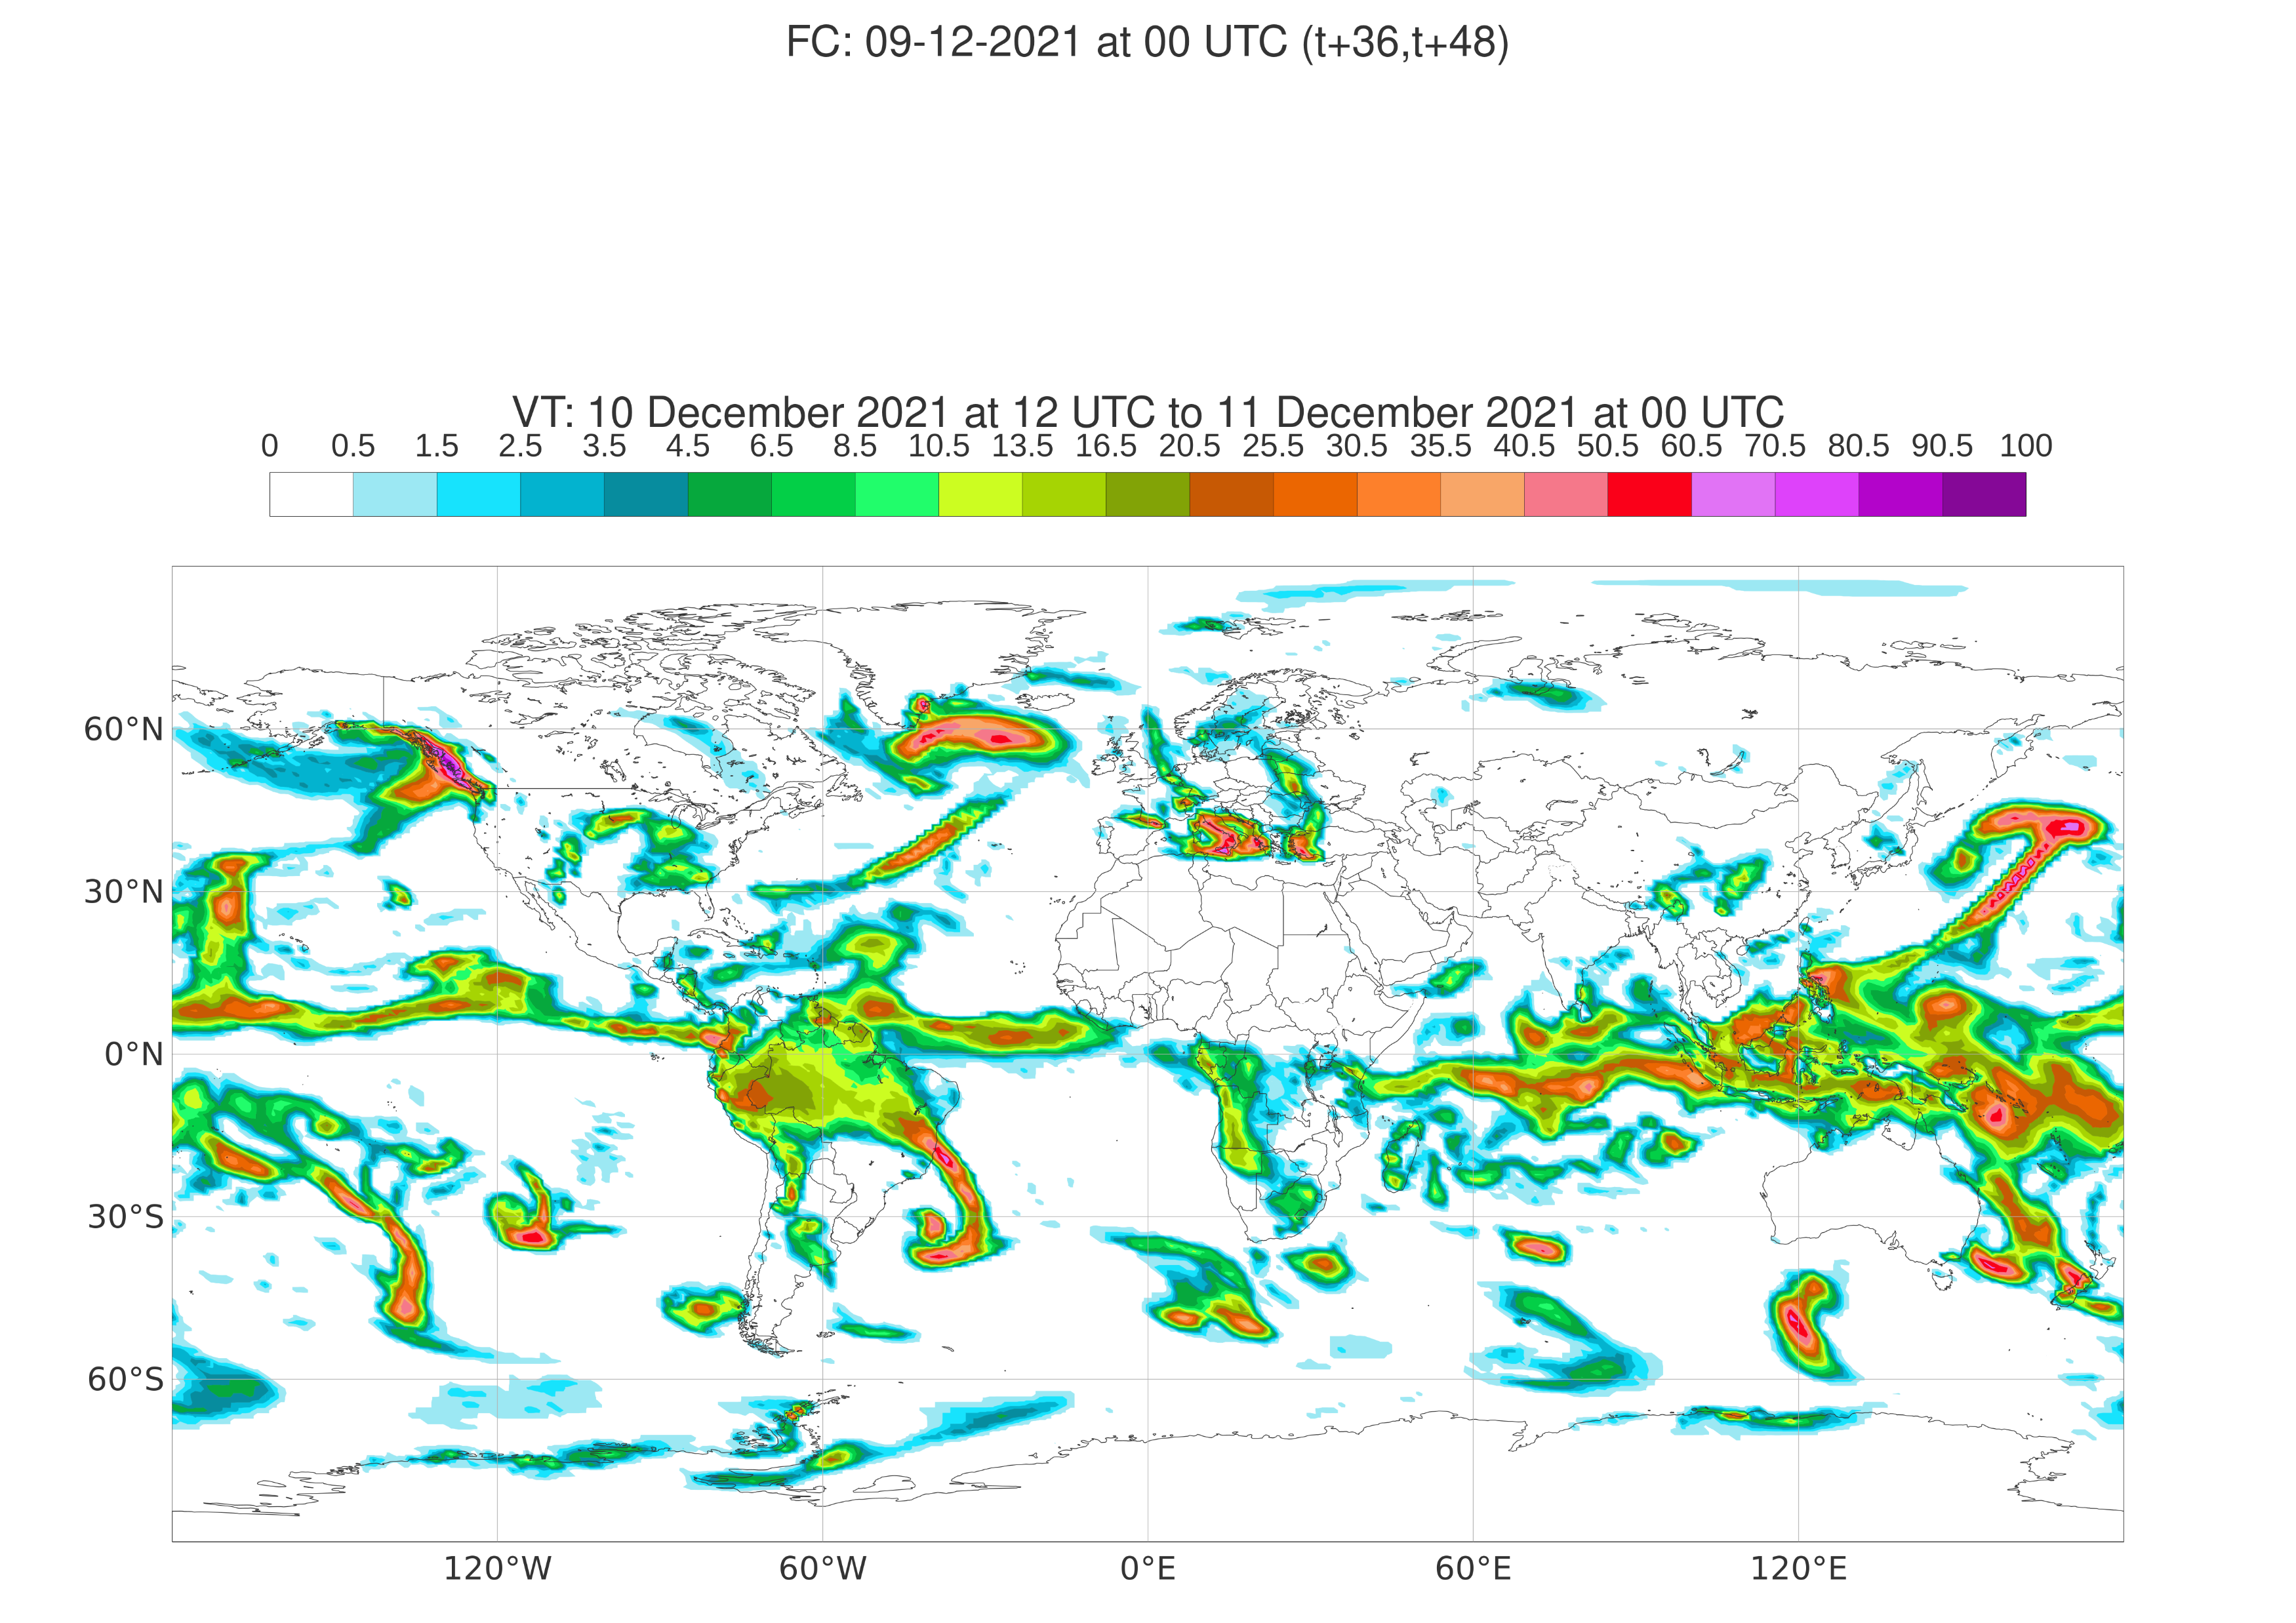 FC: 09-12-2021 at 00 UTC (t+36,t+48)
VT: 10 December 2021 at 12 UTC to 11 December 2021 at 00 UTC
0 0.5 1.5 2.5 3.5 4.5 6.5 8.5 10.5 13.5 16.5 20.5 25.5 30.5 35.5 40.5 50.5 60.5 70.5 80.5 90.5 100
60°N
30°N
0°N
30°S
60°S
120°W 60°W 0°E 60°E 120°E